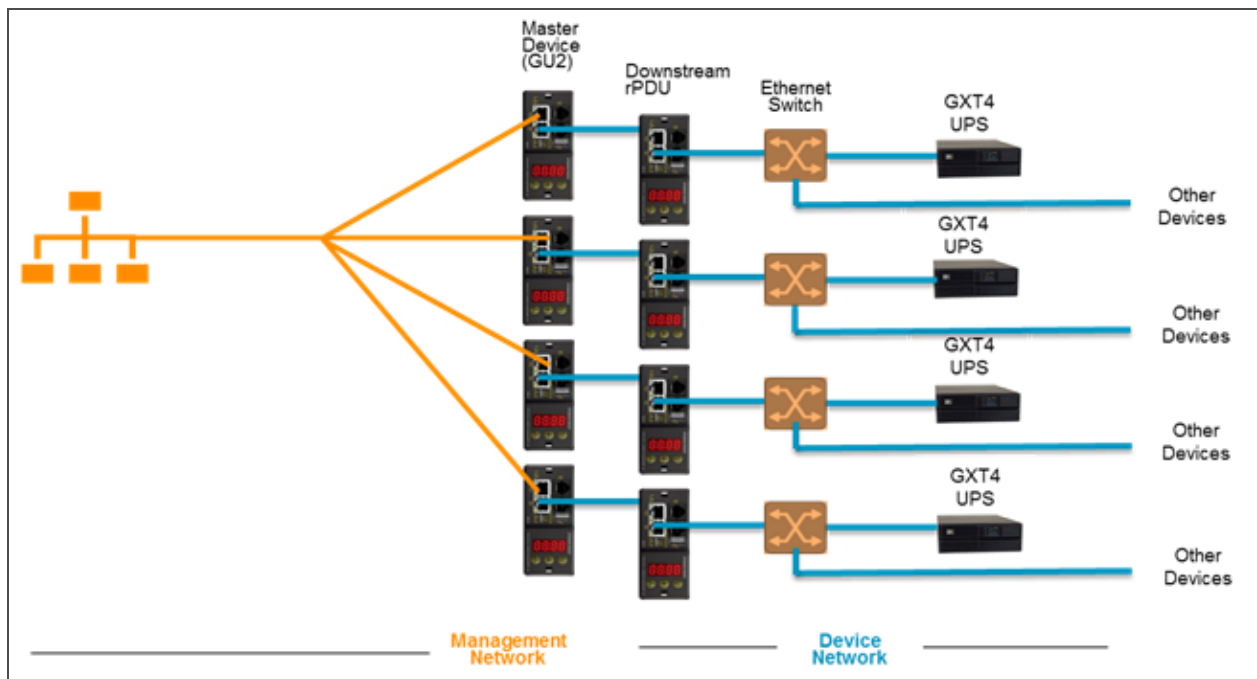 Master
Device
(GU2)
Downstream
rPDU
Ethernet
Switch
GXT4
UPS
Other
Devices
GXT4
UPS
Other
Devices
GXT4
UPS
Other
Devices
GXT4
UPS
Other
Devices
Management
Network
Device
Network